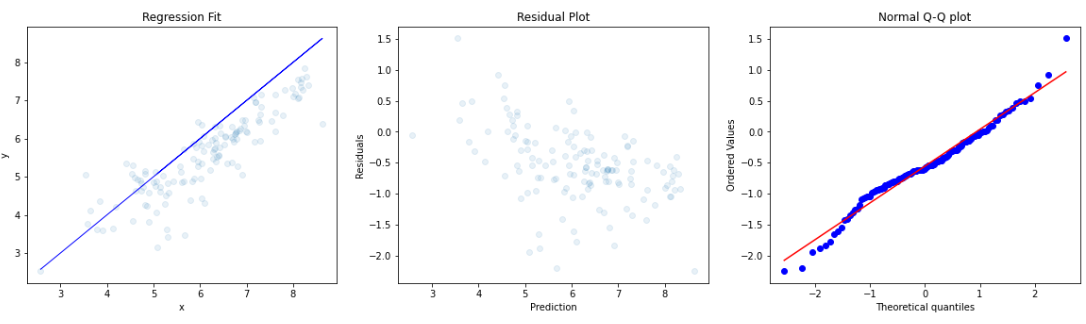 Regression Fit
y
8
7
6
5
4
3
3 4 5 6 7 8
x
Residual Plot
Residuals
1.5
1.0
0.5
0.0
−0.5
−1.0
−1.5
−2.0
3 4 5 6 7 8
Prediction
Normal Q-Q plot
Ordered Values
1.5
1.0
0.5
0.0
−0.5
−1.0
−1.5
−2.0
−2 −1 0 1 2
Theoretical quantiles